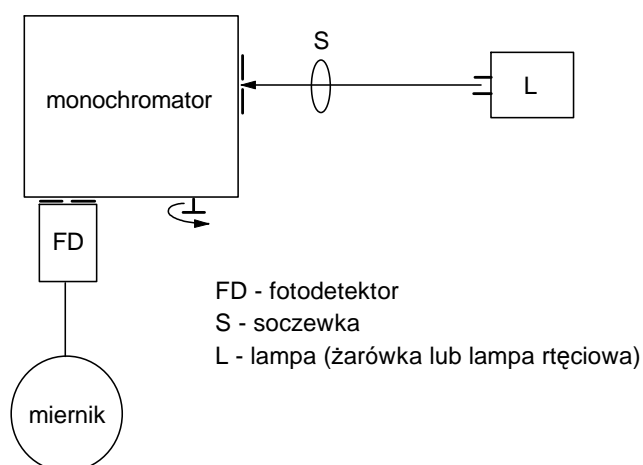 S
monochromator
L
FD
FD - fotodetektor
S - soczewka
L - lampa (żarówka lub lampa rtęciowa)
miernik